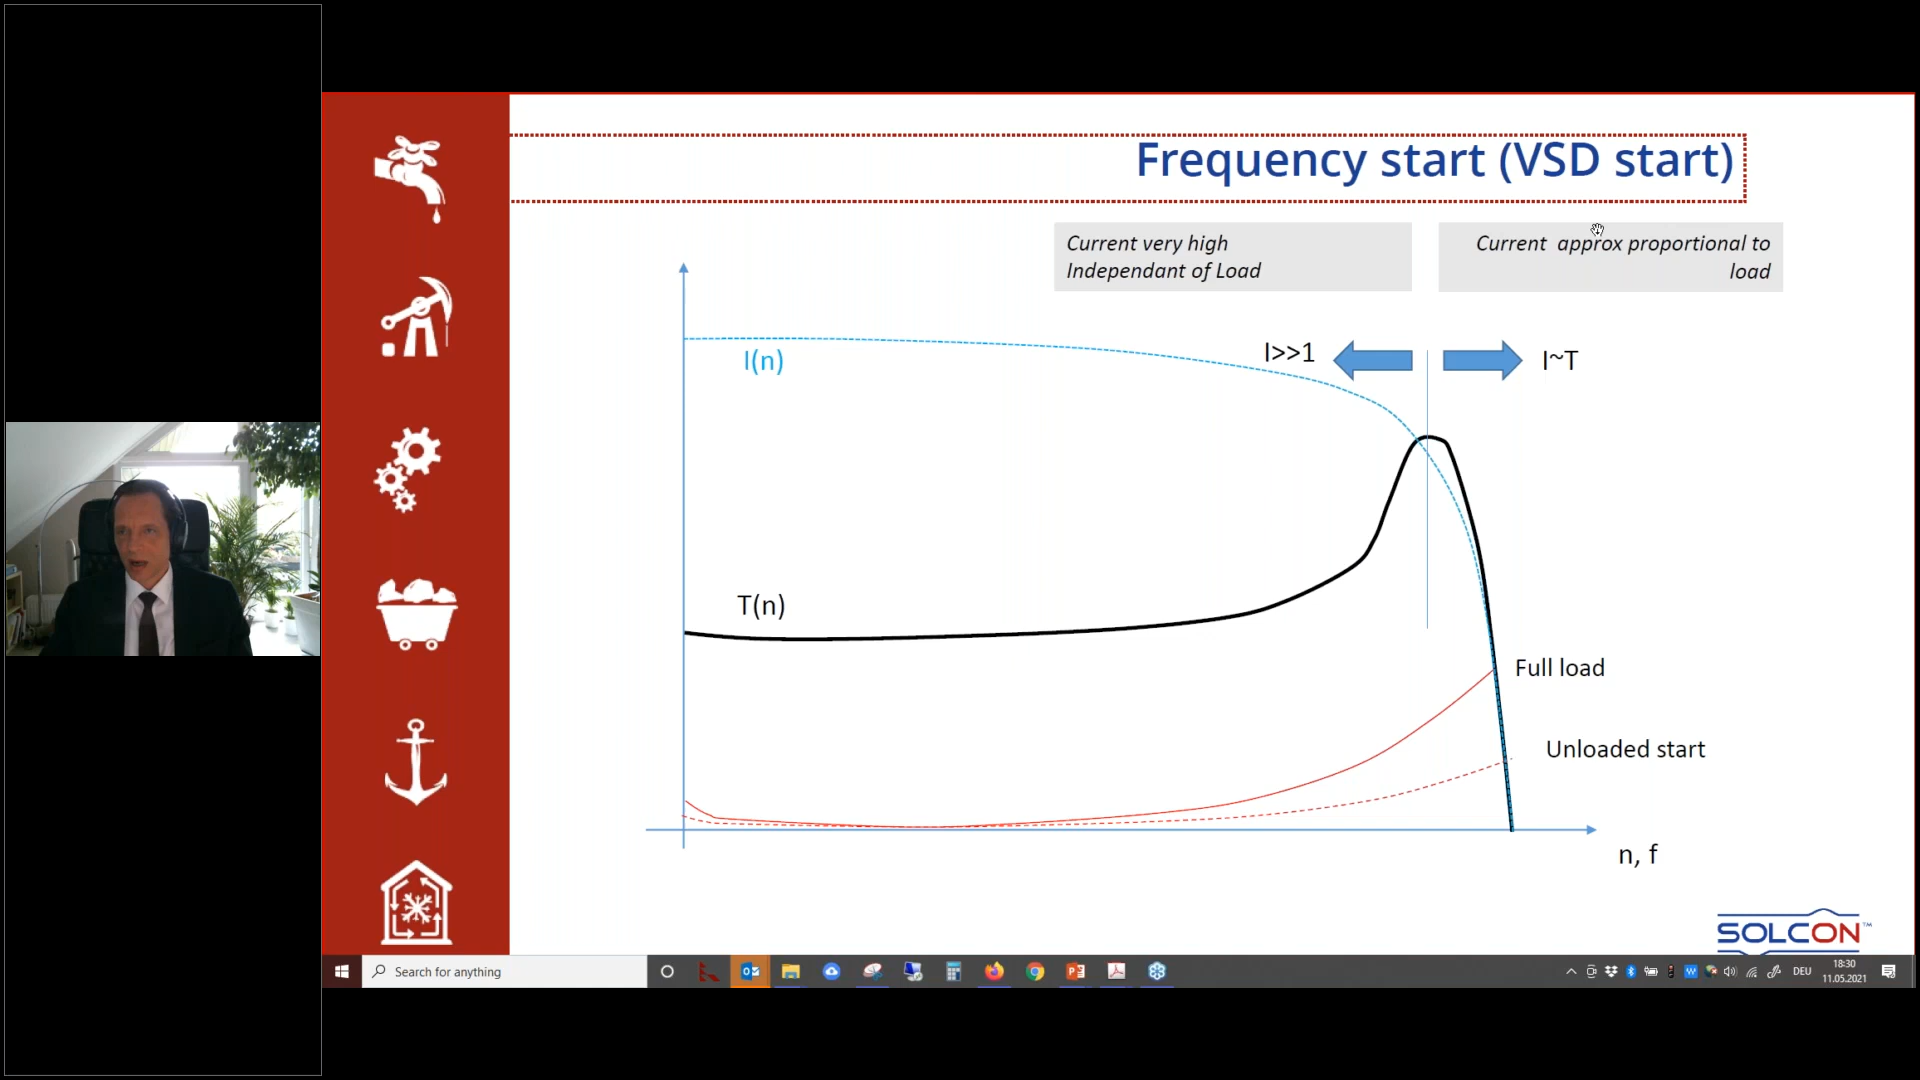 Frequency start (VSD start)
Current very high
Independant of Load
Current  approx proportional to
load
I(n)
I>>1
I~T
T(n)
Full load
Unloaded start
n, f
SOLCON™
Search for anything
DEU
18:30
11.05.2021